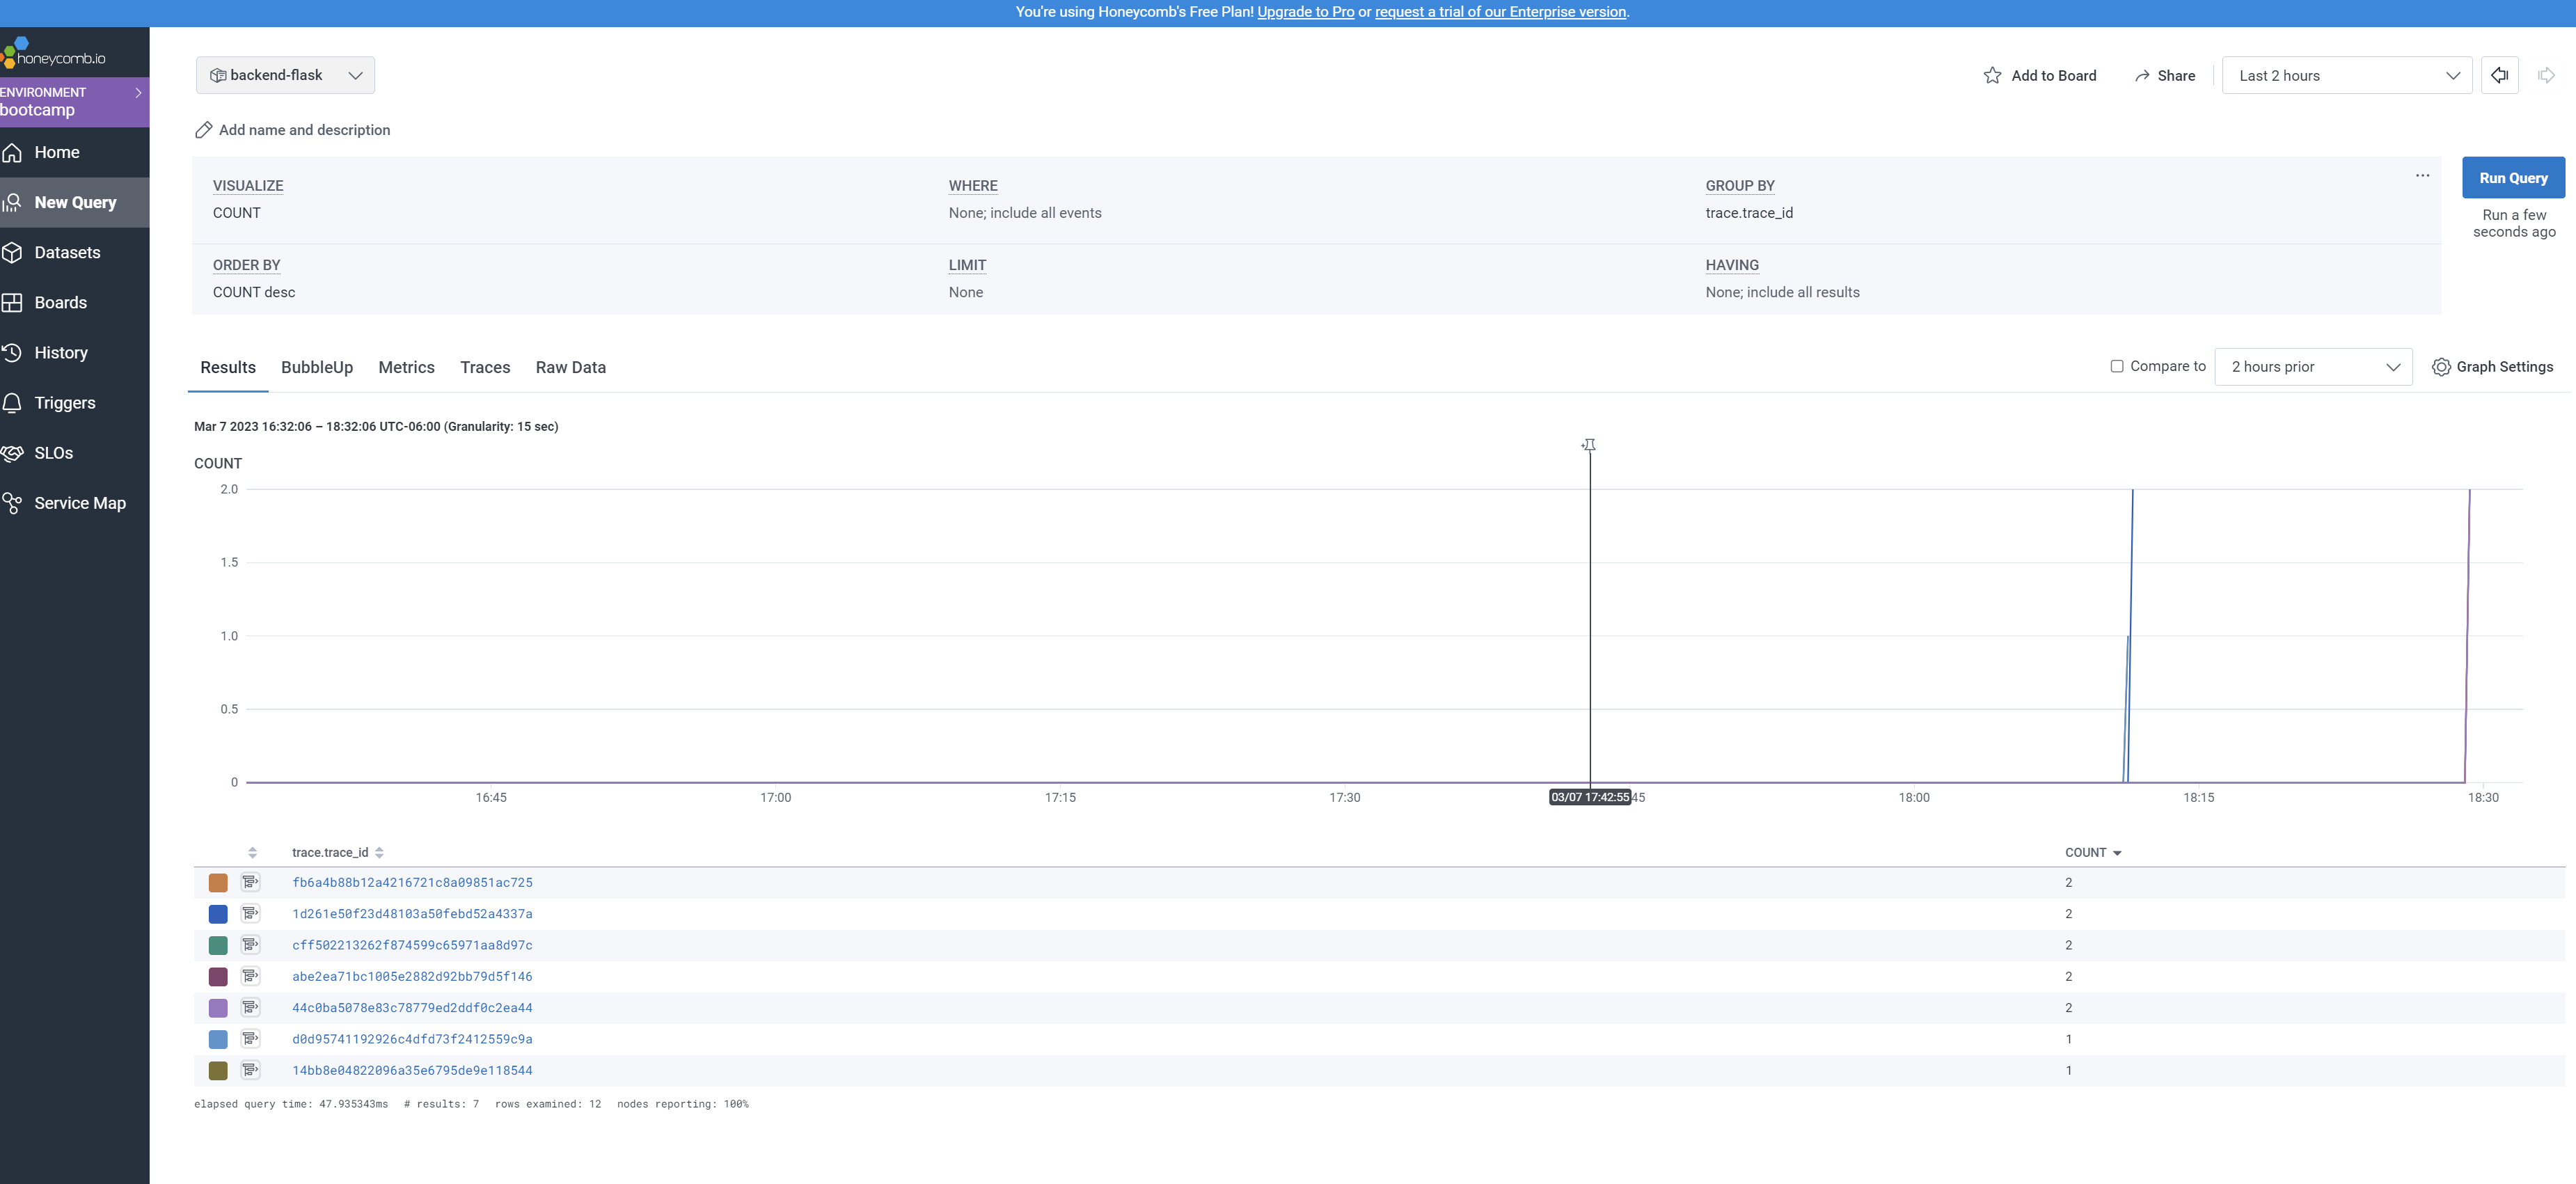 You're using Honeycomb's Free Plan! Upgrade to Pro or request a trial of our Enterprise version.
honeycomb.io
ENVIRONMENT
bootcamp
Home
New Query
Datasets
Boards
History
Triggers
SLOs
Service Map
backend-flask
Add to Board
Share
Last 2 hours
Add name and description
VISUALIZE
COUNT
WHERE
None; include all events
GROUP BY
trace.trace_id
Run Query
Run a few
seconds ago
ORDER BY
COUNT desc
LIMIT
None
HAVING
None; include all results
Results BubbleUp Metrics Traces Raw Data
Compare to
2 hours prior
Graph Settings
Mar 7 2023 16:32:06 – 18:32:06 UTC-06:00 (Granularity: 15 sec)
COUNT
2.0
1.5
1.0
0.5
0
16:45 17:00 17:15 17:30 03/07 17:42:55 45 18:00 18:15 18:30
trace.trace_id COUNT
fb6a4b88b12a4216721c8a09851ac725 2
1d261e50f23d48103a50febd52a4337a 2
cff502213262f874599c65971aa8d97c 2
abe2ea71bc1005e2882d92bb79d5f146 2
44c0ba5078e83c78779ed2ddf0c2ea44 2
d0d95741192926c4dfd73f2412559c9a 1
14bb8e04822096a35e6795de9e118544 1
elapsed query time: 47.935343ms # results: 7 rows examined: 12 nodes reporting: 100%